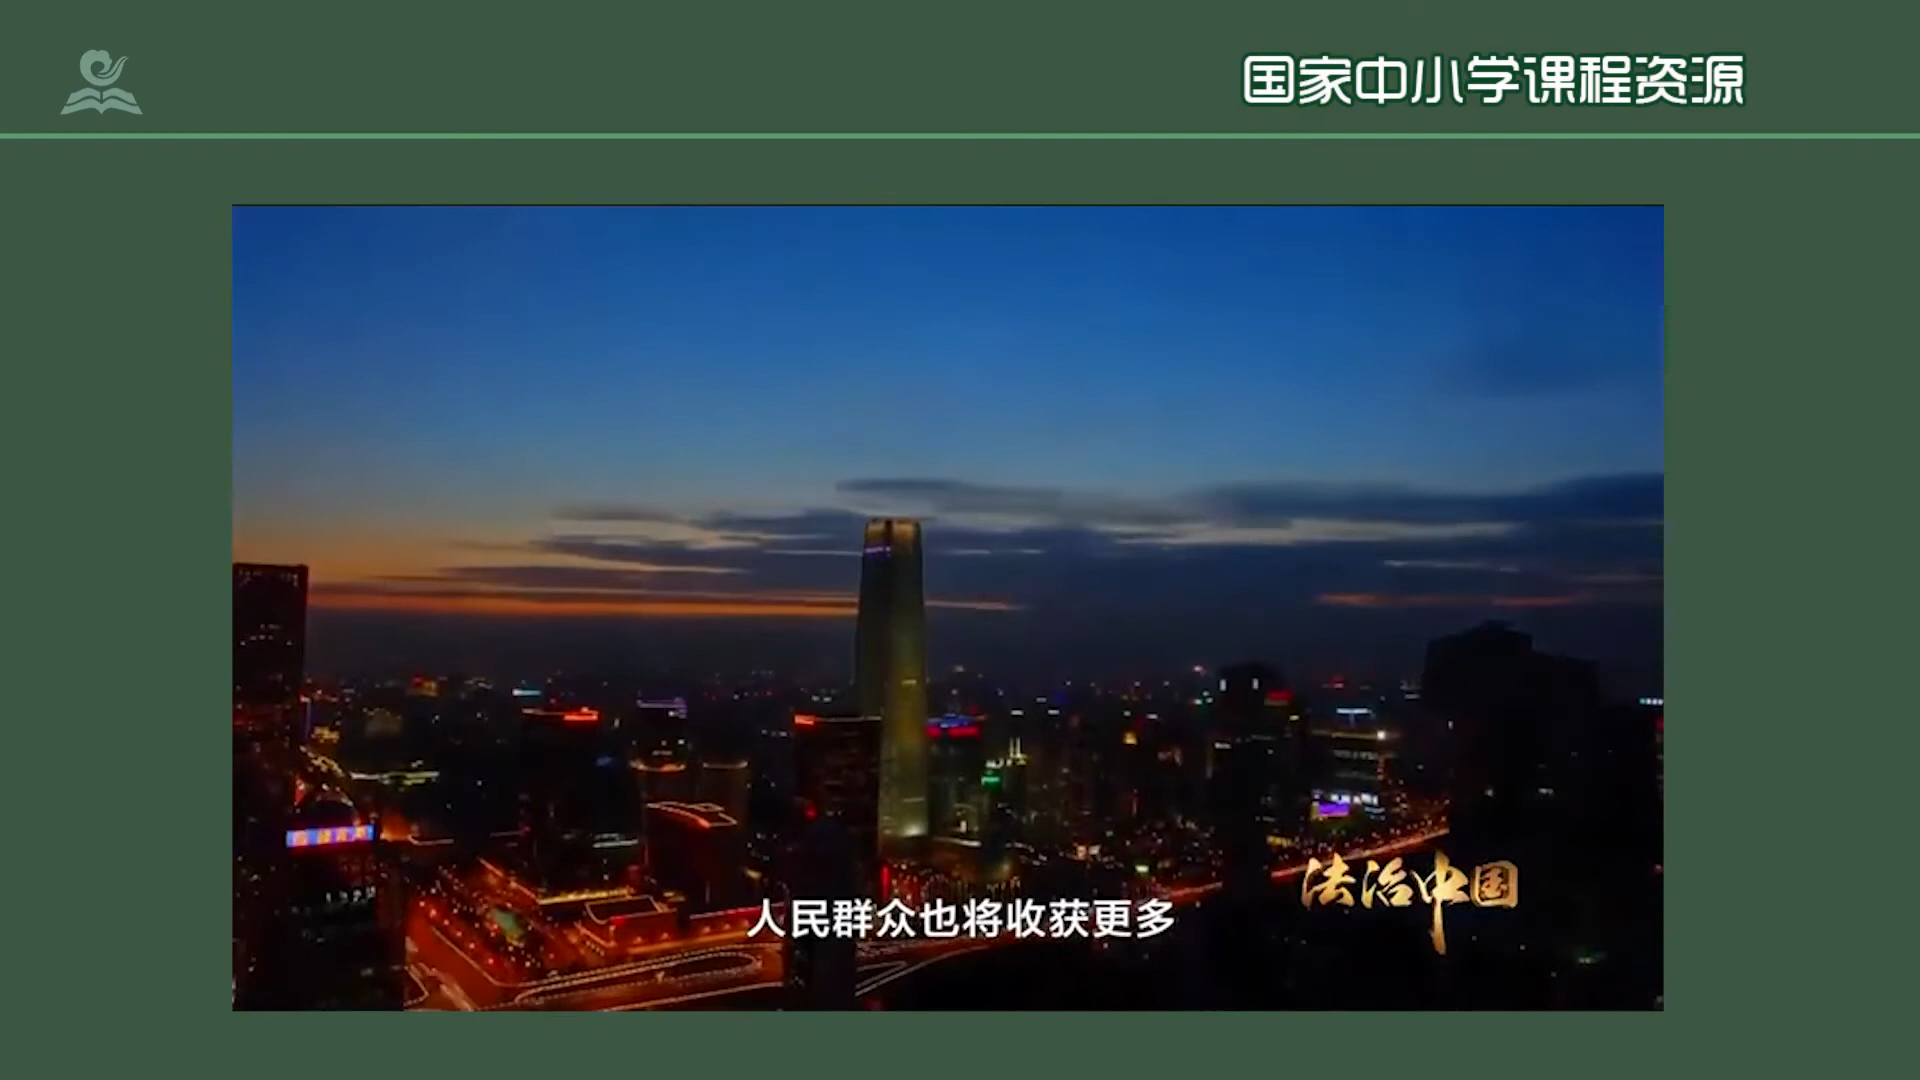 国家中小学课程资源
法治中国
人民群众也将收获更多